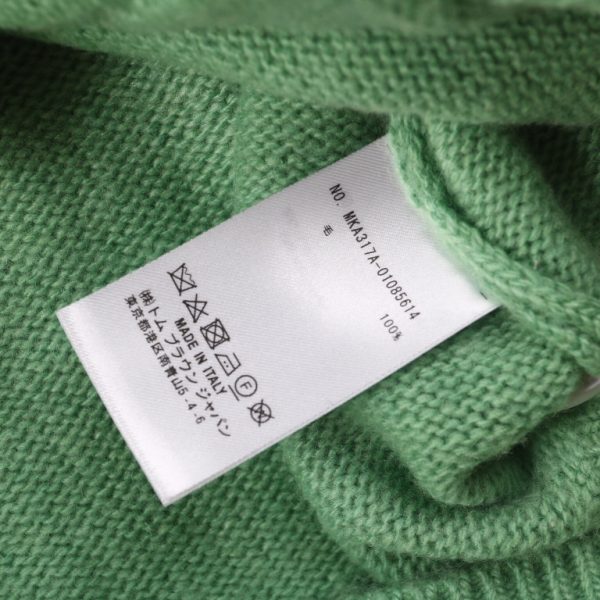 NO. MKA317A-01085614
毛 100%
MADE IN ITALY
(株)トム ブラウン ジャパン
東京都港区南青山5-4-6